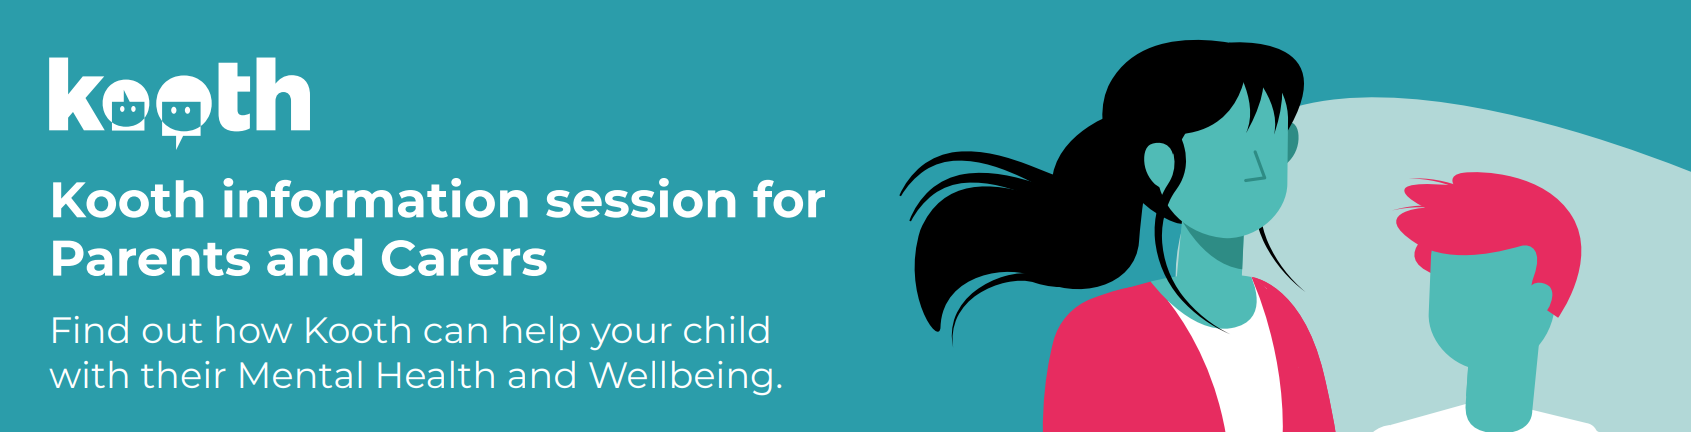 kooth
Kooth information session for
Parents and Carers
Find out how Kooth can help your child
with their Mental Health and Wellbeing.